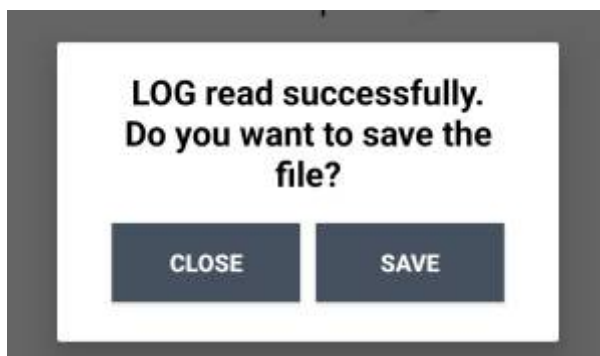 LOG read successfully.
Do you want to save the
file?
CLOSE
SAVE